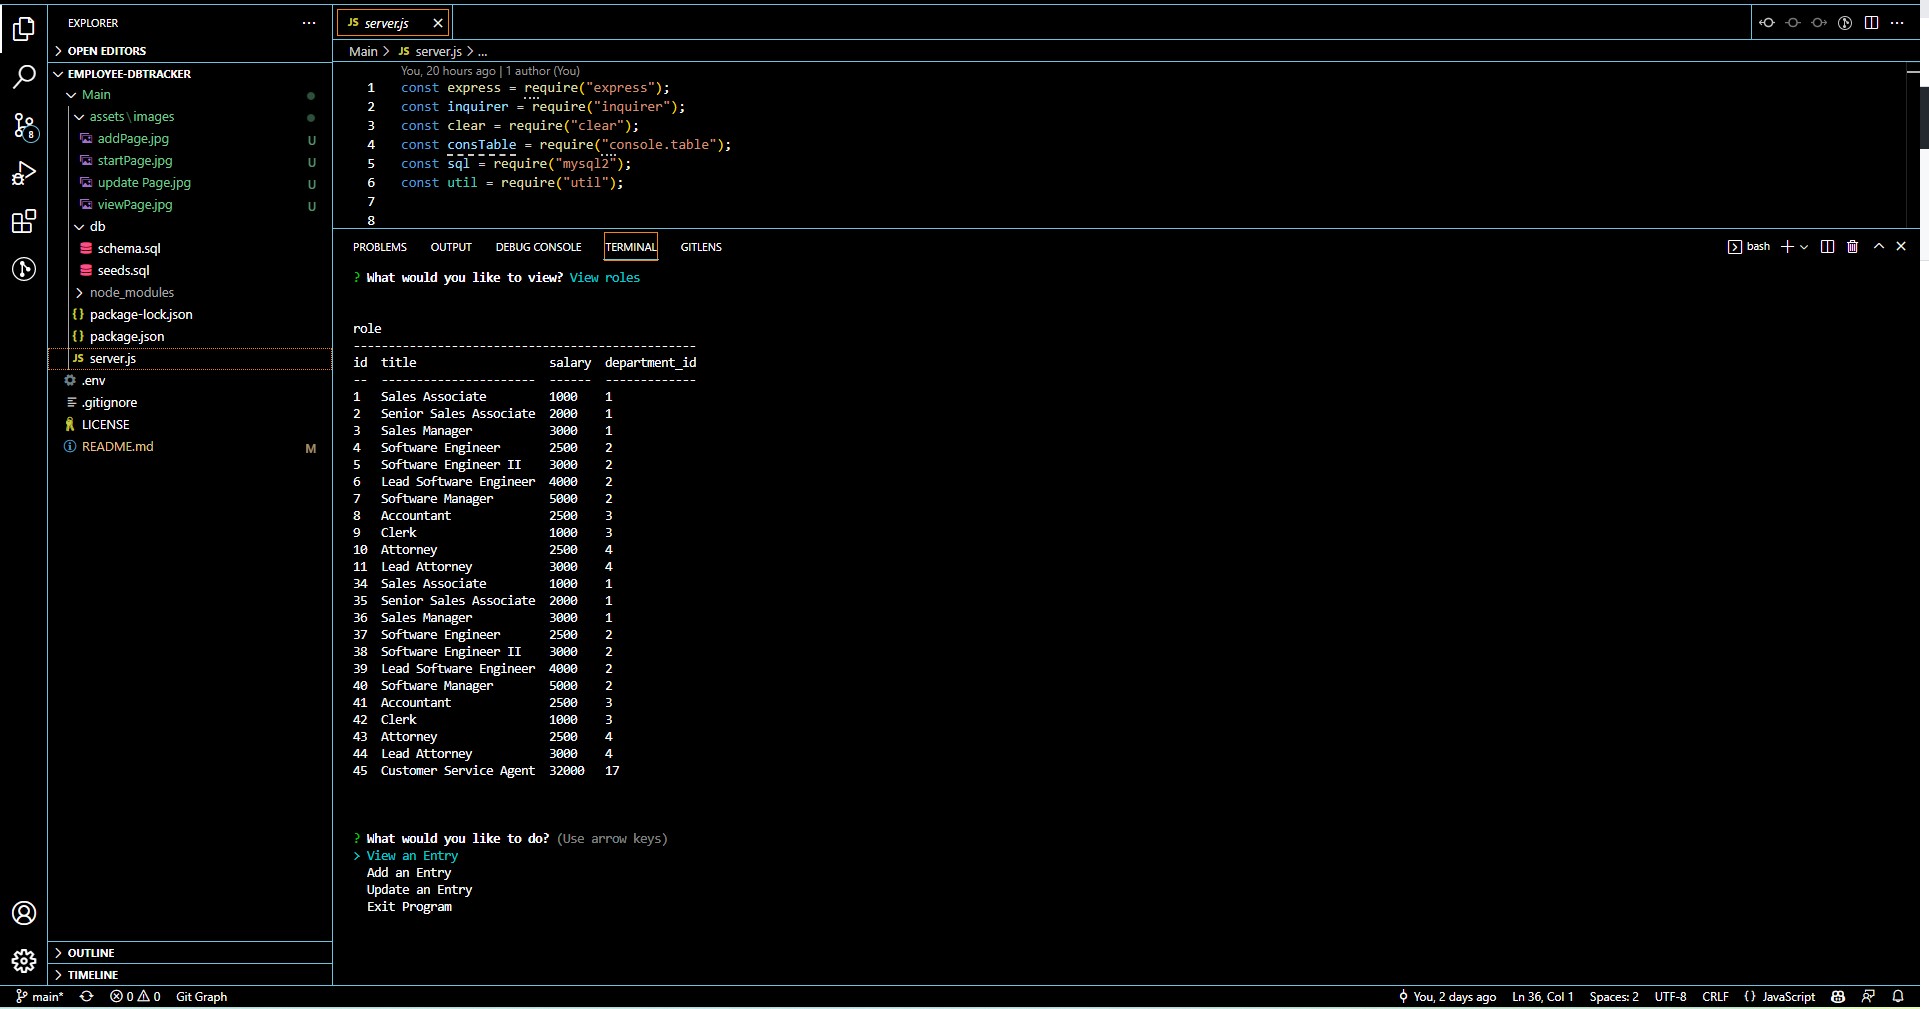 EXPLORER
OPEN EDITORS
EMPLOYEE-DBTRACKER
Main
assets\images
addPage.jpg U
startPage.jpg U
update Page.jpg U
viewPage.jpg U
db
schema.sql
seeds.sql
node_modules
{} package-lock.json
{} package.json
JS server.js
.env
.gitignore
LICENSE
README.md M
OUTLINE
TIMELINE
8
JS server.js
Main > JS server.js > ...
You, 20 hours ago | 1 author (You)
1 const express = require("express");
2 const inquirer = require("inquirer");
3 const clear = require("clear");
4 const consTable = require("console.table");
5 const sql = require("mysql2");
6 const util = require("util");
7
8
PROBLEMS OUTPUT DEBUG CONSOLE TERMINAL GITLENS
bash
? What would you like to view? View roles
role
------------------------------------------------
id title salary department_id
-- ---------------------- ------ -------------
1 Sales Associate 1000 1
2 Senior Sales Associate 2000 1
3 Sales Manager 3000 1
4 Software Engineer 2500 2
5 Software Engineer II 3000 2
6 Lead Software Engineer 4000 2
7 Software Manager 5000 2
8 Accountant 2500 3
9 Clerk 1000 3
10 Attorney 2500 4
11 Lead Attorney 3000 4
34 Sales Associate 1000 1
35 Senior Sales Associate 2000 1
36 Sales Manager 3000 1
37 Software Engineer 2500 2
38 Software Engineer II 3000 2
39 Lead Software Engineer 4000 2
40 Software Manager 5000 2
41 Accountant 2500 3
42 Clerk 1000 3
43 Attorney 2500 4
44 Lead Attorney 3000 4
45 Customer Service Agent 32000 17
? What would you like to do? (Use arrow keys)
> View an Entry
Add an Entry
Update an Entry
Exit Program
main* 0 0 Git Graph
You, 2 days ago Ln 36, Col 1 Spaces: 2 UTF-8 CRLF {} JavaScript